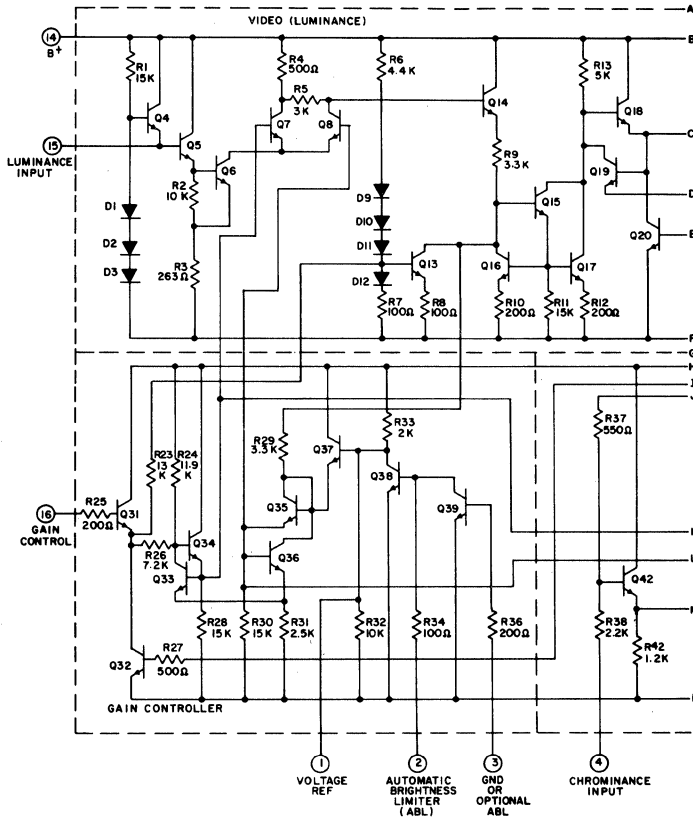 VIDEO (LUMINANCE)
A
14
B+
B
R1
15K
Q4
R4
500Ω
R5
3K
R6
4.4K
Q14
R13
5K
Q18
15
LUMINANCE
INPUT
Q5
Q6
Q7
Q8
R9
3.3K
C
Q19
R2
10 K
D1
D9
D10
D11
D12
Q15
D
Q20
E
D2
D3
R3
263Ω
Q13
Q16
Q17
R7
100Ω
R8
100Ω
R10
200Ω
R11
15K
R12
200Ω
F
G
H
I
J
R23
13
K
R24
11.9
K
R29
3.3K
Q37
R33
2K
R37
550Ω
Q38
R25
200Ω
Q31
Q35
Q39
16
GAIN
CONTROL
R26
7.2K
Q34
Q33
Q36
Q42
R28
15K
R30
15K
R31
2.5K
R32
10K
R34
100Ω
R36
200Ω
R38
2.2K
R42
1.2K
Q32
R27
500Ω
GAIN CONTROLLER
1
VOLTAGE
REF
2
AUTOMATIC
BRIGHTNESS
LIMITER
(ABL)
3
GND
OR
OPTIONAL
ABL
4
CHROMINANCE
INPUT